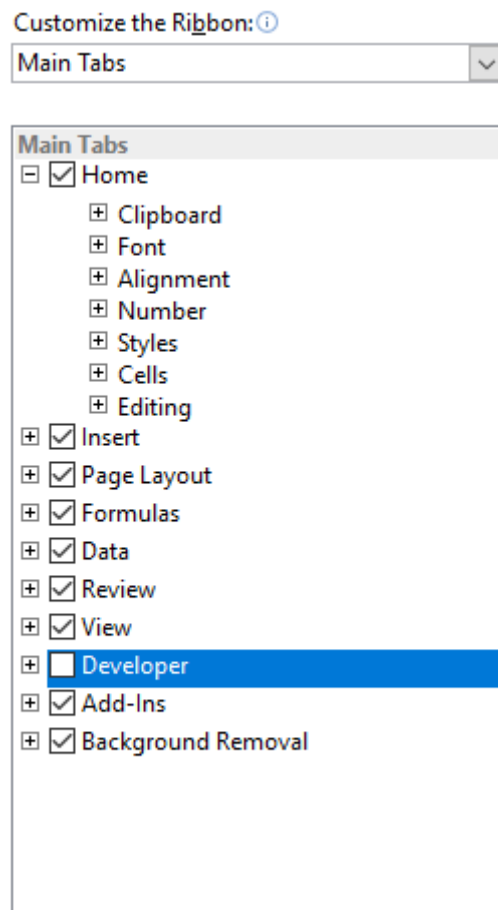 Customize the Ribbon:
Main Tabs
Main Tabs
Home
Clipboard
Font
Alignment
Number
Styles
Cells
Editing
Insert
Page Layout
Formulas
Data
Review
View
Developer
Add-Ins
Background Removal